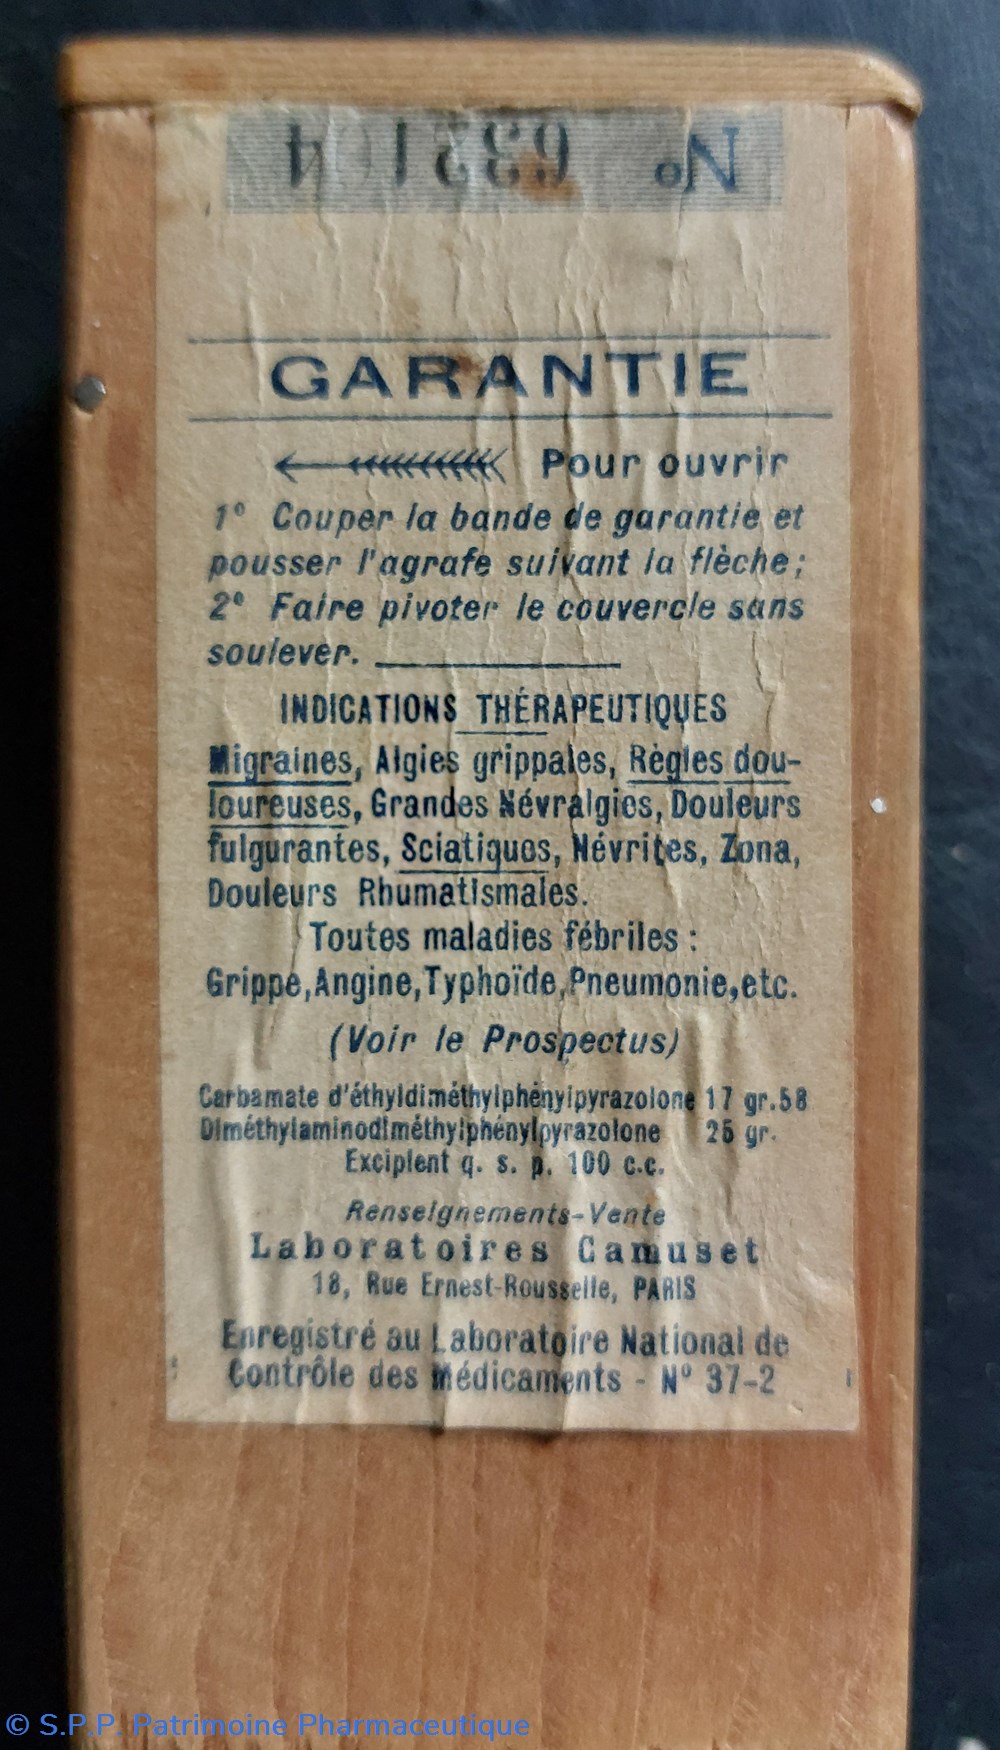 No
GARANTIE
Pour ouvrir
1° Couper la bande de garantie et
pousser l'agrafe suivant la flèche;
2° Faire pivoter le couvercle sans
soulever.
INDICATIONS THÉRAPEUTIQUES
Migraines, Algies grippales, Règles dou-
loureuses, Grandes Névralgies, Douleurs
fulgurantes, Sciatiques, Névrites, Zona,
Douleurs Rhumatismales.
Toutes maladies fébriles :
Grippe, Angine, Typhoïde, Pneumonie, etc.
(Voir le Prospectus)
Carbamate d'éthyldiméthylphénylpyrazolone 17 gr.58
Diméthylaminodiméthylphénylpyrazolone 25 gr.
Excipient q. s. p. 100 c.c.
Renseignements-Vente
Laboratoires Camuset
18, Rue Ernest-Rousselle, PARIS
Enregistré au Laboratoire National de
Contrôle des Médicaments - N° 37-2
© S.P.P. Patrimoine Pharmaceutique